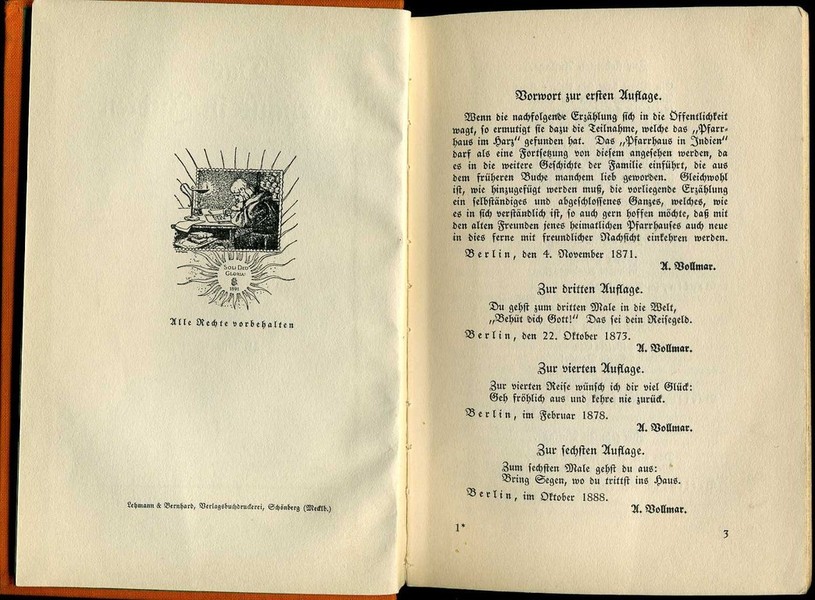 SOLI DEO
GLORIA!
1891
Alle Rechte vorbehalten
Lehmann & Bernhard, Verlagsbuchdruckerei, Schönberg (Mecklb.)
Vorwort zur ersten Auflage.
Wenn die nachfolgende Erzählung sich in die Öffentlichkeit
wagt, so ermutigt sie dazu die Teilnahme, welche das „Pfarr-
haus im Harz“ gefunden hat. Das „Pfarrhaus in Indien“
darf als eine Fortsetzung von diesem angesehen werden, da
es in die weitere Geschichte der Familie einführt, die aus
dem früheren Buche manchem lieb geworden. Gleichwohl
ist, wie hinzugefügt werden muß, die vorliegende Erzählung
ein selbständiges und abgeschlossenes Ganzes, welches, wie
es in sich verständlich ist, so auch gern hoffen möchte, daß mit
den alten Freunden jenes heimatlichen Pfarrhauses auch neue
in dies ferne mit freundlicher Nachsicht einkehren werden.
Berlin, den 4. November 1871.
A. Vollmar.
Zur dritten Auflage.
Du gehst zum dritten Male in die Welt,
„Behüt dich Gott!“ Das sei dein Reisegeld.
Berlin, den 22. Oktober 1873.
A. Vollmar.
Zur vierten Auflage.
Zur vierten Reise wünsch ich dir viel Glück:
Geh fröhlich aus und kehre nie zurück.
Berlin, im Februar 1878.
A. Vollmar.
Zur sechsten Auflage.
Zum sechsten Male gehst du aus:
Bring Segen, wo du trittst ins Haus.
Berlin, im Oktober 1888.
A. Vollmar.
1*
3